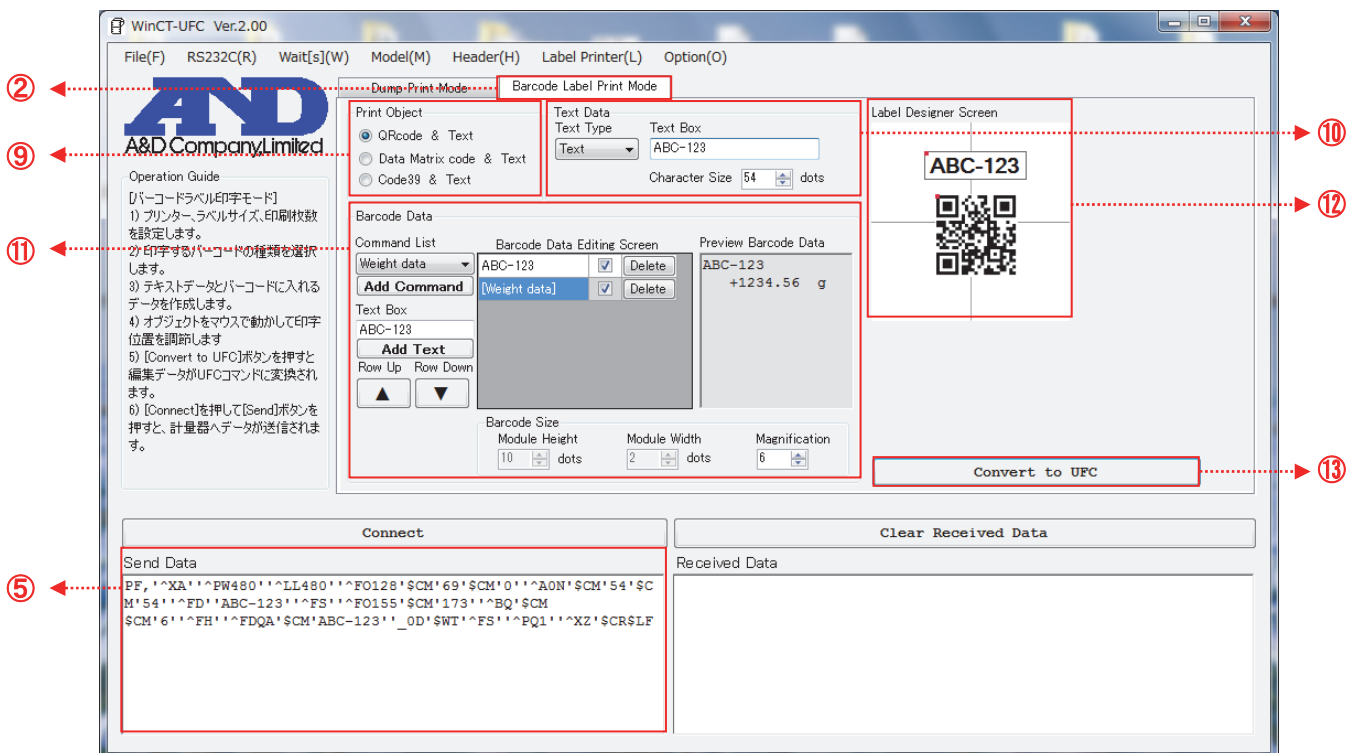 WinCT-UFC Ver.2.00
File(F) RS232C(R) Wait[s](W) Model(M) Header(H) Label Printer(L) Option(O)
②
Dump Print Mode
Barcode Label Print Mode
AND
A&D Company,Limited
Operation Guide
[バーコードラベル印字モード]
1) プリンター、ラベルサイズ、印刷枚数
を設定します。
2) 印字するバーコードの種類を選択
します。
3) テキストデータとバーコードに入れる
データを作成します。
4) オブジェクトをマウスで動かして印字
位置を調節します
5) [Convert to UFC]ボタンを押すと
編集データがUFCコマンドに変換され
ます。
6) [Connect]を押して[Send]ボタンを
押すと、計量器へデータが送信されま
す。
⑨
Print Object
QRcode & Text
Data Matrix code & Text
Code39 & Text
Text Data
Text Type
Text
Text Box
ABC-123
Character Size 54 dots
⑩
Label Designer Screen
ABC-123
⑫
⑪
Barcode Data
Command List
Weight data
Add Command
Text Box
ABC-123
Add Text
Row Up Row Down
▲ ▼
Barcode Data Editing Screen
ABC-123 Delete
[Weight data] Delete
Preview Barcode Data
ABC-123
+1234.56 g
Barcode Size
Module Height Module Width Magnification
10 dots 2 dots 6
Convert to UFC
⑬
Connect
Clear Received Data
⑤
Send Data
PF,'^XA''^PW480''^LL480''^FO128'$CM'69'$CM'0''^A0N'$CM'54'$C
M'54''^FD''ABC-123''^FS''^FO155'$CM'173''^BQ'$CM
$CM'6''^FH''^FDQA'$CM'ABC-123''_0D'$WT'^FS''^PQ1''^XZ'$CR$LF
Received Data